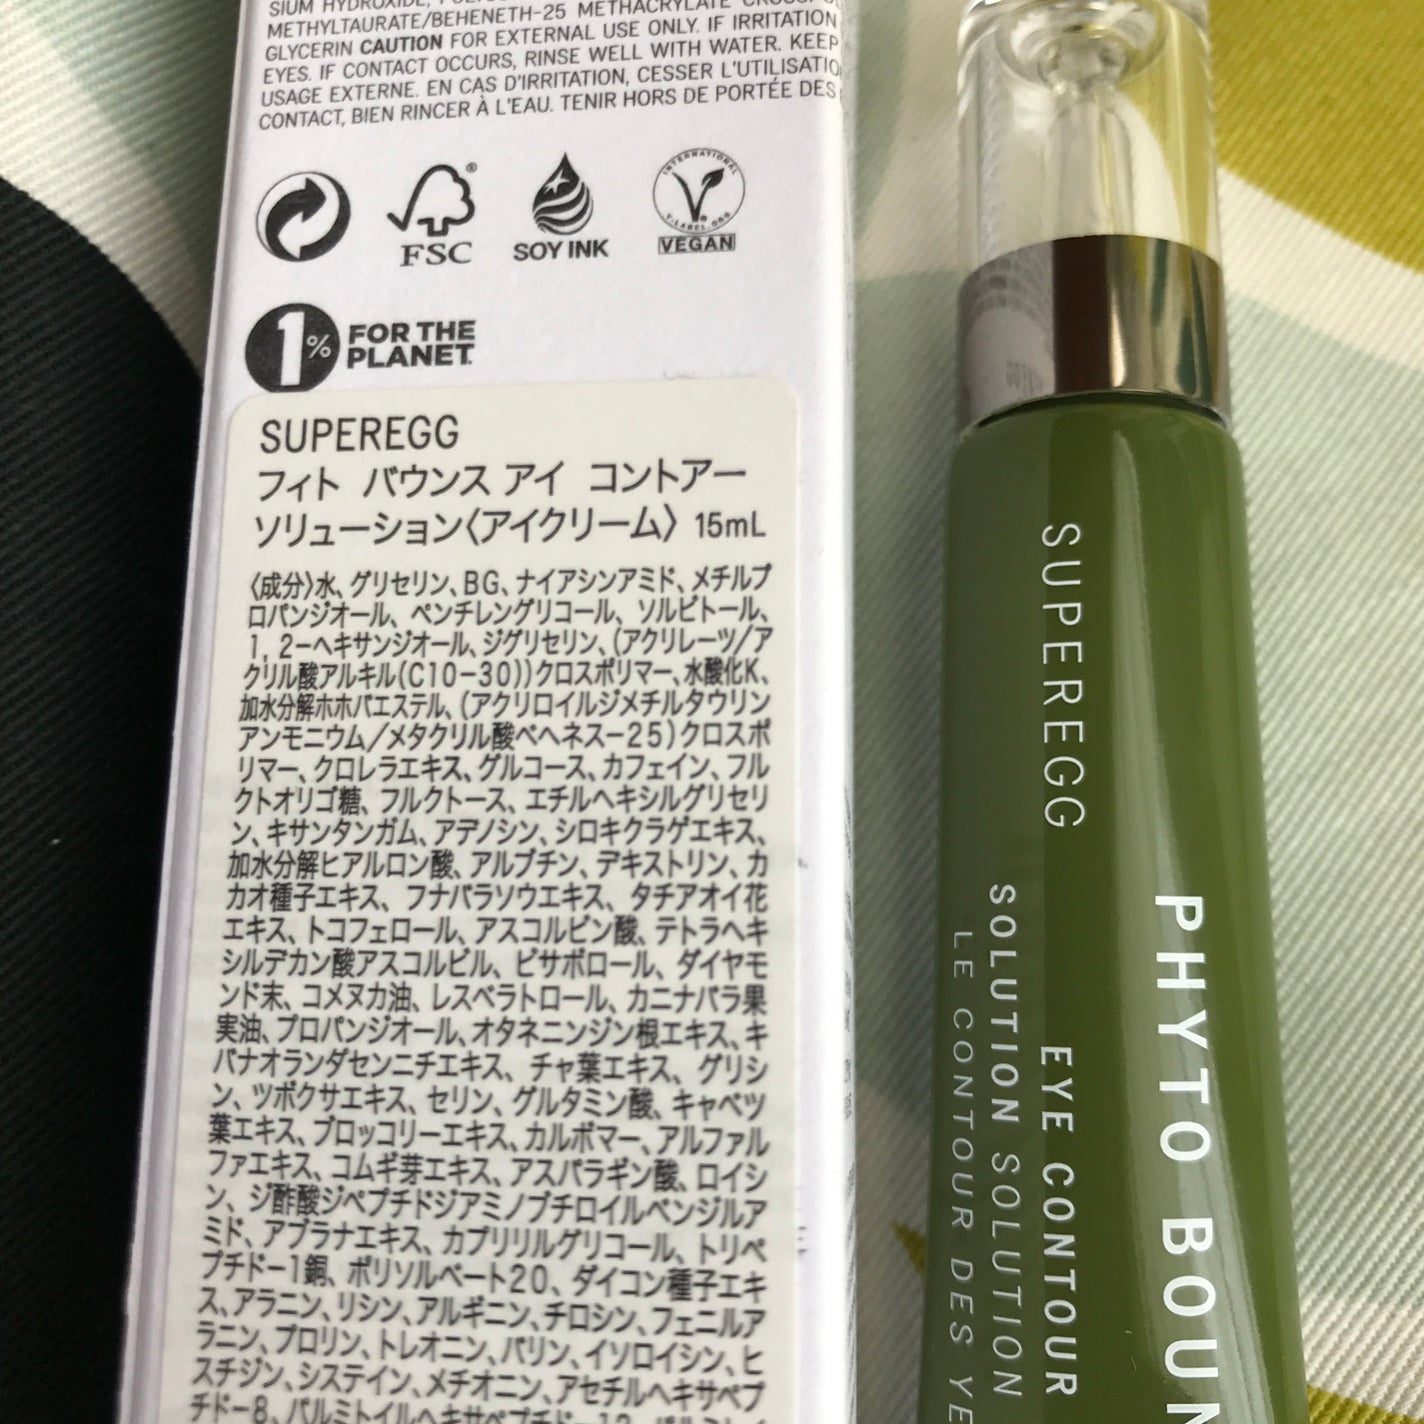 SIUM HYDROXIDE,
METHYLTAURATE/BEHENETH-25 METHACRYLATE
GLYCERIN CAUTION FOR EXTERNAL USE ONLY. IF IRRITATION
EYES. IF CONTACT OCCURS, RINSE WELL WITH WATER. KEEP
USAGE EXTERNE. EN CAS D'IRRITATION, CESSER L'UTILISATIO
CONTACT, BIEN RINCER À L'EAU. TENIR HORS DE PORTÉE DES
FSC
SOY INK
INTERNATIONAL
V-LABEL.ORG
VEGAN
1% FOR THE
PLANET
SUPEREGG
フィト バウンス アイ コントアー
ソリューション〈アイクリーム〉 15mL
〈成分〉水、グリセリン、BG、ナイアシンアミド、メチルプ
ロパンジオール、ペンチレングリコール、ソルビトール、
1, 2-ヘキサンジオール、ジグリセリン、(アクリレーツ/ア
クリル酸アルキル(C10-30))クロスポリマー、水酸化K、
加水分解ホホバエステル、(アクリロイルジメチルタウリン
アンモニウム/メタクリル酸ベヘネス-25)クロスポ
リマー、クロレラエキス、グルコース、カフェイン、フル
クトオリゴ糖、フルクトース、エチルヘキシルグリセリ
ン、キサンタンガム、アデノシン、シロキクラゲエキス、
加水分解ヒアルロン酸、アルブチン、デキストリン、カ
カオ種子エキス、フナバラソウエキス、タチアオイ花
エキス、トコフェロール、アスコルビン酸、テトラヘキ
シルデカン酸アスコルビル、ビサボロール、ダイヤモ
ンド末、コメヌカ油、レスベラトロール、カニナバラ果
実油、プロパンジオール、オタネニンジン根エキス、キ
バナオランダセンニチエキス、チャ葉エキス、グリシ
ン、ツボクサエキス、セリン、グルタミン酸、キャベツ
葉エキス、ブロッコリーエキス、カルボマー、アルファル
ファエキス、コムギ芽エキス、アスパラギン酸、ロイシ
ン、ジ酢酸ジペプチドジアミノブチロイルベンジルア
ミド、アブラナエキス、カプリリルグリコール、トリペ
プチド-1銅、ポリソルベート20、ダイコン種子エキ
ス、アラニン、リシン、アルギニン、チロシン、フェニルア
ラニン、プロリン、トレオニン、バリン、イソロイシン、ヒ
スチジン、システイン、メチオニン、アセチルヘキサペプ
チド-8、パルミトイルヘキサペプチド-12、パルミトイ
SUPEREGG
PHYTO BOUN
EYE CONTOUR
SOLUTION SOLUTION
LE CONTOUR DES YE